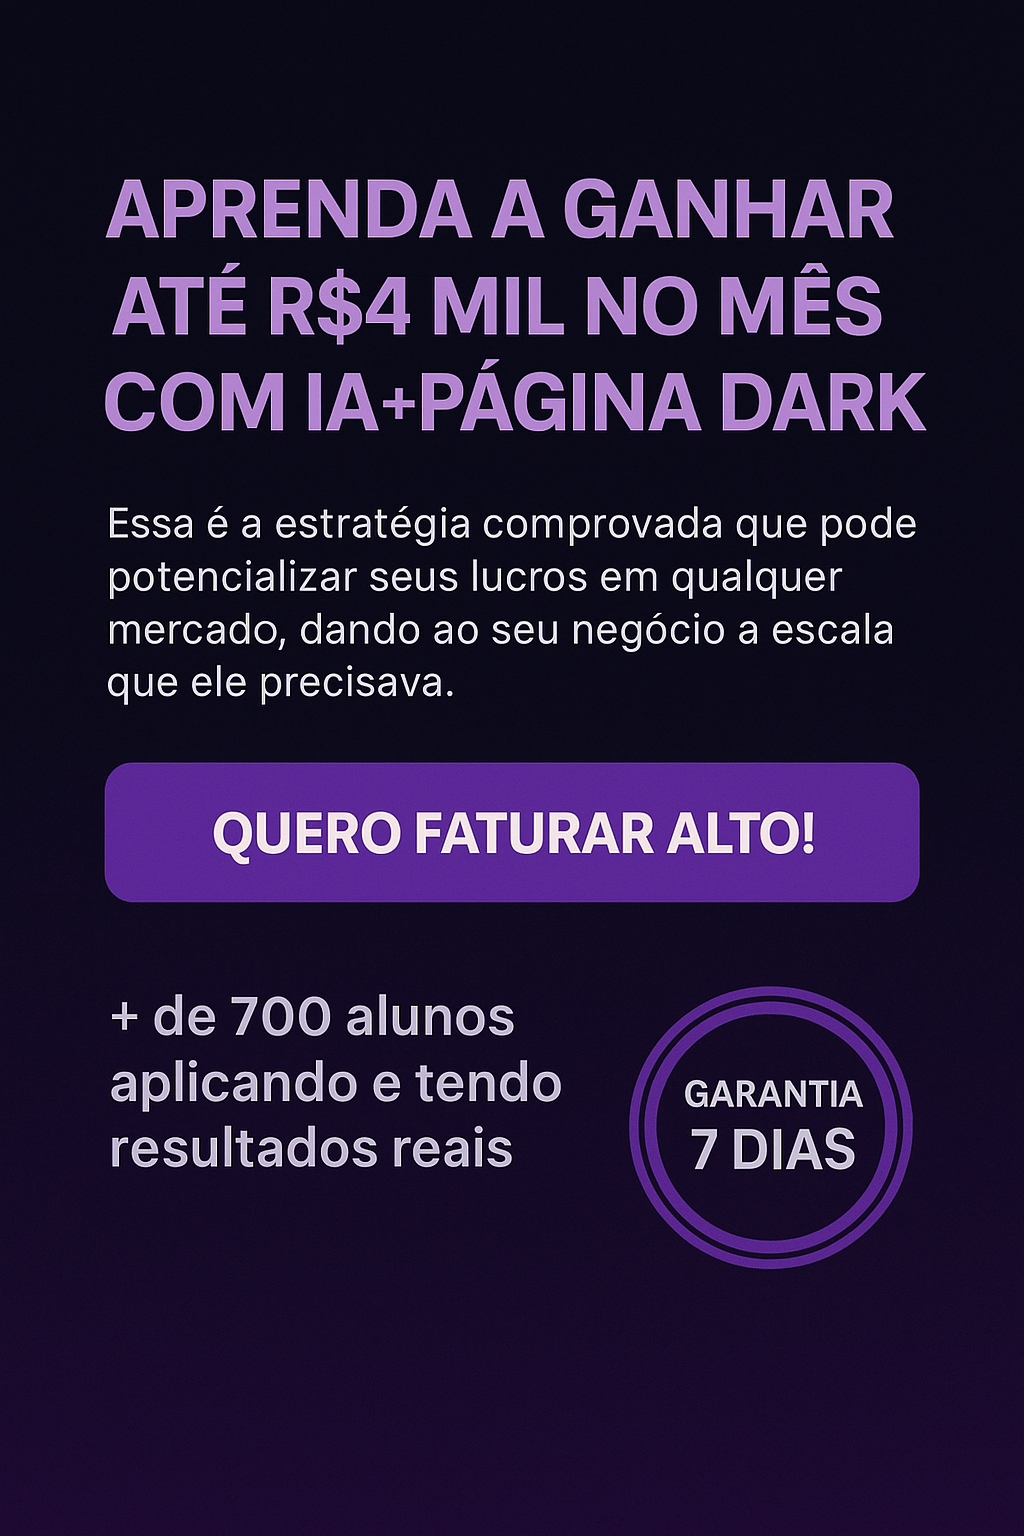 APRENDA A GANHAR
ATÉ R$4 MIL NO MÊS
COM IA+PÁGINA DARK
Essa é a estratégia comprovada que pode
potencializar seus lucros em qualquer
mercado, dando ao seu negócio a escala
que ele precisava.
QUERO FATURAR ALTO!
+ de 700 alunos
aplicando e tendo
resultados reais
GARANTIA
7 DIAS